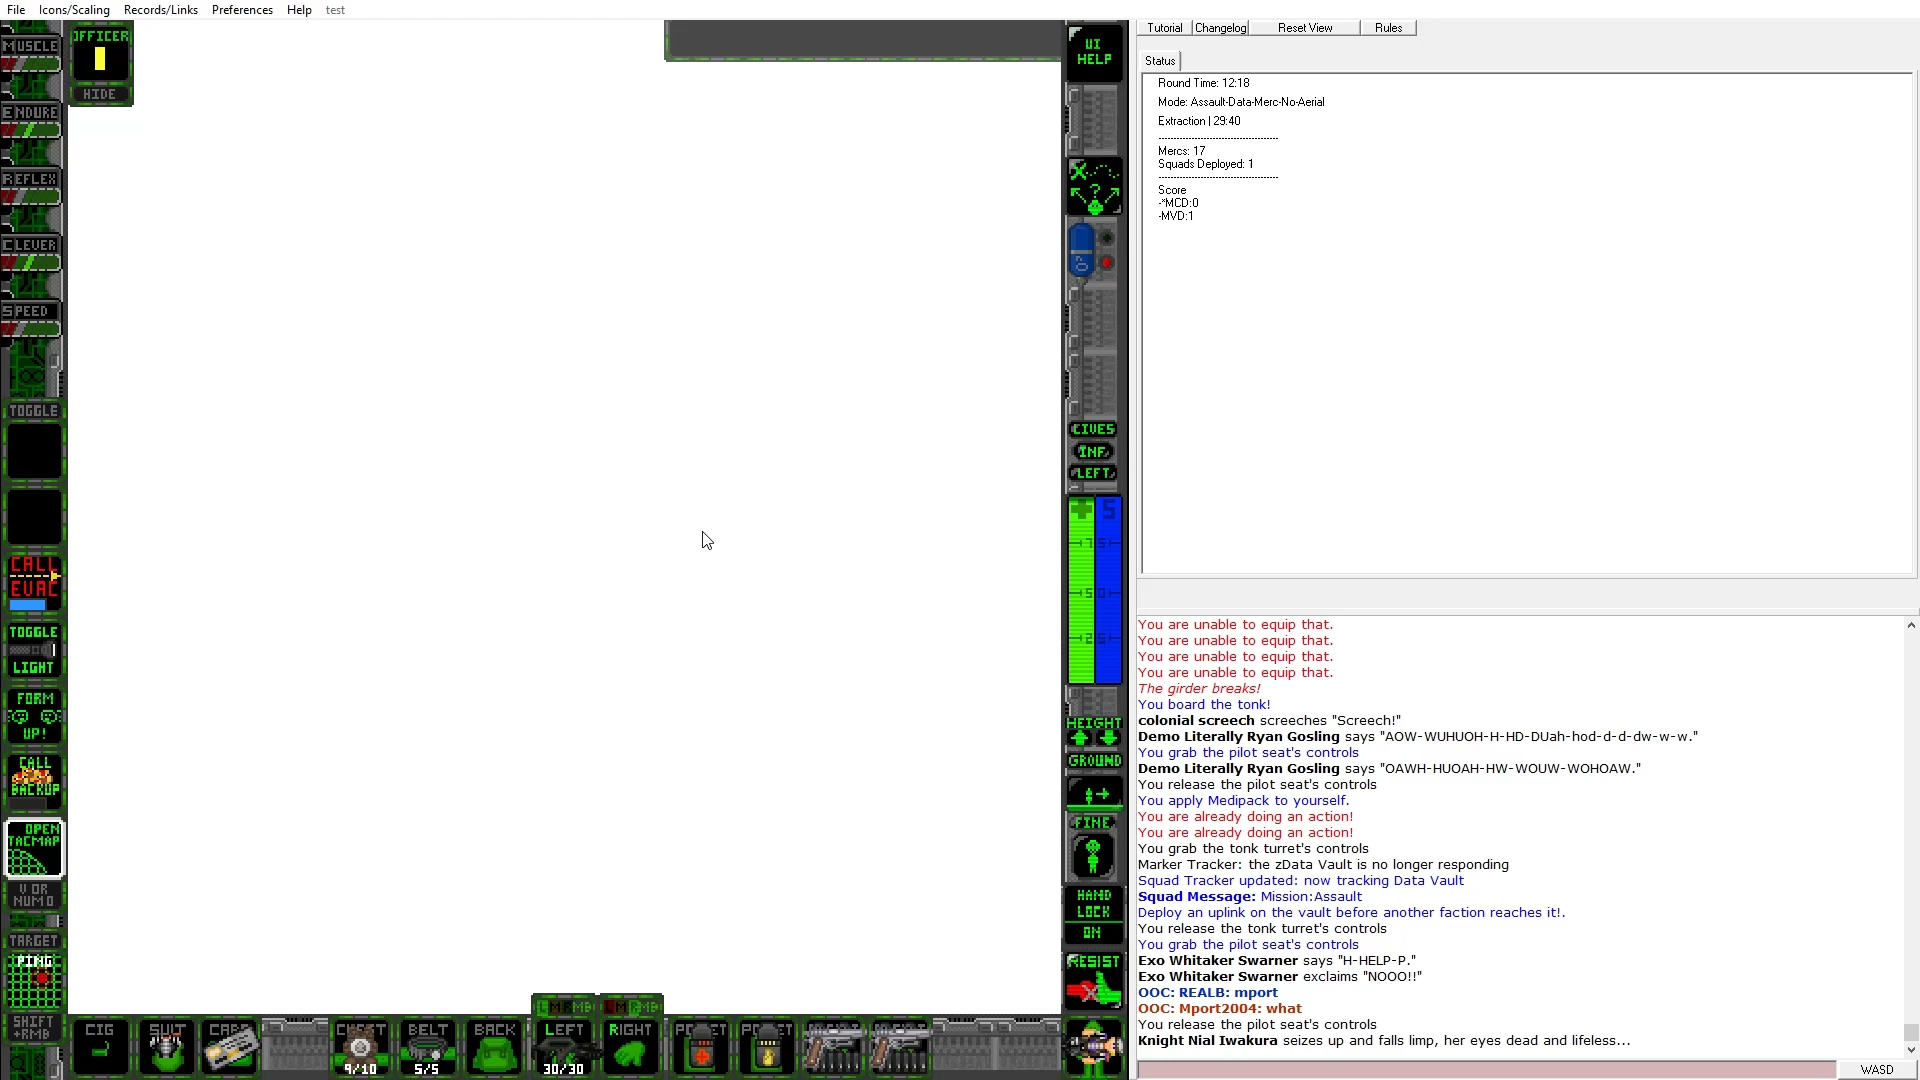 File Icons/Scaling Records/Links Preferences Help test
MUSCLE
ENDURE
REFLEX
CLEVER
SPEED
TOGGLE
CALL
EVAC
TOGGLE
LIGHT
FORM
UP!
CALL
BACKUP
OPEN
TACMAP
V OR
NUM0
TARGET
PING
SHIFT
+RMB
OFFICER
HIDE
CIG
SUIT
CARD
CHEST
9/10
BELT
5/5
BACK
LEFT
30/30
RIGHT
POCKET
POCKET
UI
HELP
?
O2
CIVES
INF
LEFT
S
75
50
25
HEIGHT
GROUND
FINE
HAND
LOCK
ON
RESIST
Tutorial Changelog Reset View Rules
Status
Round Time: 12:18
Mode: Assault-Data-Merc-No-Aerial
Extraction | 29:40
----------------------------------------
Mercs: 17
Squads Deployed: 1
----------------------------------------
Score
-*MCD:0
-MVD:1
You are unable to equip that.
You are unable to equip that.
You are unable to equip that.
You are unable to equip that.
The girder breaks!
You board the tonk!
colonial screech screeches "Screech!"
Demo Literally Ryan Gosling says "AOW-WUHUOH-H-HD-DUah-hod-d-d-dw-w-w."
You grab the pilot seat's controls
Demo Literally Ryan Gosling says "OAWH-HUOAH-HW-WOUW-WOHOAW."
You release the pilot seat's controls
You apply Medipack to yourself.
You are already doing an action!
You are already doing an action!
You grab the tonk turret's controls
Marker Tracker: the zData Vault is no longer responding
Squad Tracker updated: now tracking Data Vault
Squad Message: Mission:Assault
Deploy an uplink on the vault before another faction reaches it!.
You release the tonk turret's controls
You grab the pilot seat's controls
Exo Whitaker Swarner says "H-HELP-P."
Exo Whitaker Swarner exclaims "NOOO!!"
OOC: REALB: mport
OOC: Mport2004: what
You release the pilot seat's controls
Knight Nial Iwakura seizes up and falls limp, her eyes dead and lifeless...
WASD